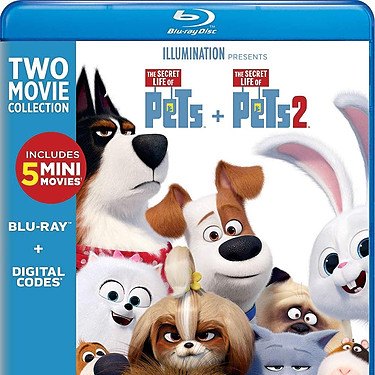 Blu-ray Disc
ILLUMINATION PRESENTS
TWO
MOVIE
COLLECTION
THE SECRET
LIFE OF
PETS +
THE SECRET
LIFE OF
PETS 2
INCLUDES
5 MINI
MOVIES*
BLU-RAY™
+
DIGITAL
CODES*